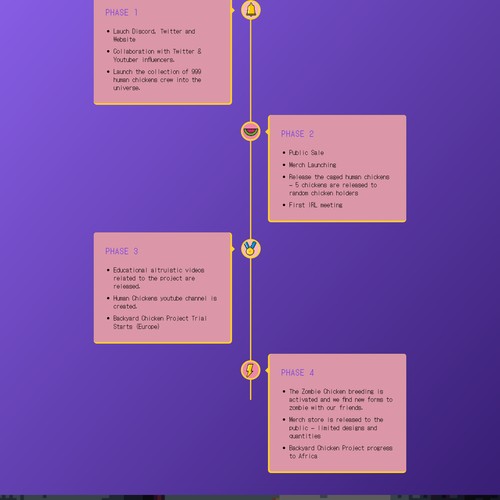 PHASE 1
• Lauch Discord, Twitter and
Website
• Collaboration with Twitter &
Youtuber influencers.
• Launch the collection of 999
human chickens crew into the
universe.
PHASE 2
• Public Sale
• Merch Launching
• Release the caged human chickens
– 5 chickens are released to
random chicken holders
• First IRL meeting
PHASE 3
• Educational altruistic videos
related to the project are
released.
• Human Chickens youtube channel is
created.
• Backyard Chicken Project Trial
Starts (Europe)
PHASE 4
• The Zombie Chicken breeding is
activated and we find new forms to
zombie with our friends.
• Merch store is released to the
public – limited designs and
quantities
• Backyard Chicken Project progress
to Africa